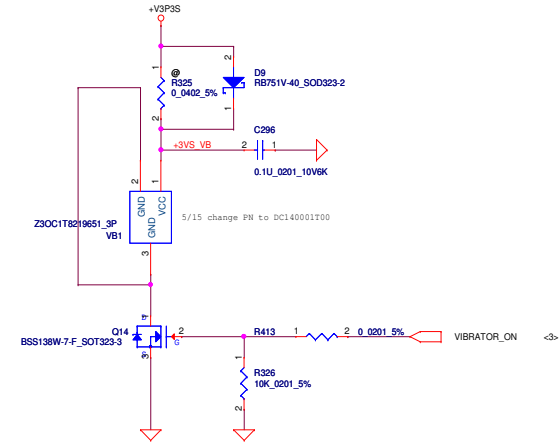 +V3P3S
2
1
@
R325
0_0402_5%
2
D9
RB751V-40_SOD323-2
1
+3VS_VB
C296
2
1
0.1U_0201_10V6K
2
1
GND
VCC
GND
Z3OC1T8219651_3P
VB1
5/15 change PN to DC140001T00
3
Q14
BSS138W-7-F_SOT323-3
3
G
2
R413
1
2
0_0201_5%
VIBRATOR_ON
<3>
1
R326
10K_0201_5%
2